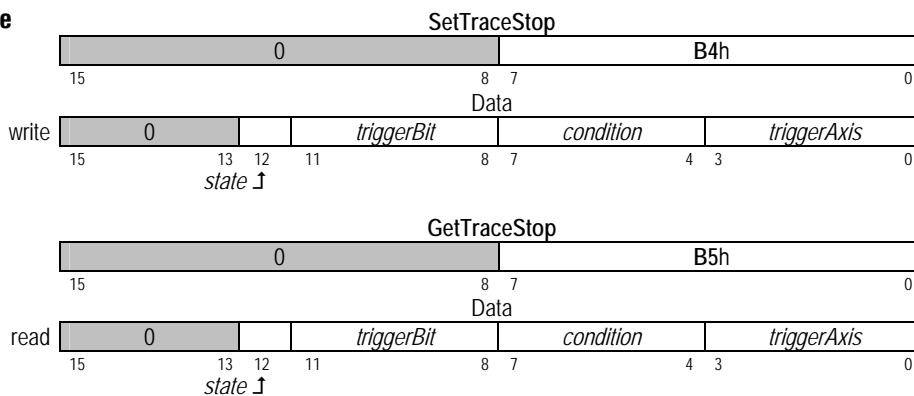 e
SetTraceStop
0 B4h
15 8 7 0
Data
write 0 triggerBit condition triggerAxis
15 13 12 11 8 7 4 3 0
state
GetTraceStop
0 B5h
15 8 7 0
Data
read 0 triggerBit condition triggerAxis
15 13 12 11 8 7 4 3 0
state